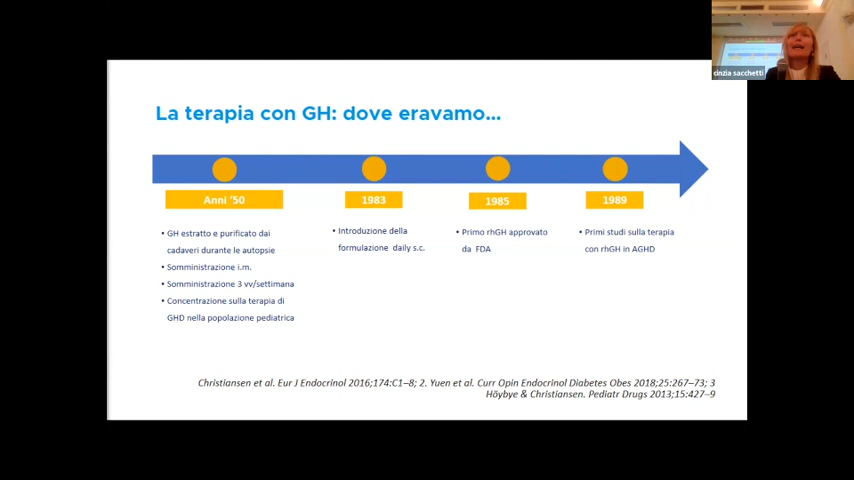 cinzia sacchetti
La terapia con GH: dove eravamo...
Anni '50
• GH estratto e purificato dai
cadaveri durante le autopsie
• Somministrazione i.m.
• Somministrazione 3 vv/settimana
• Concentrazione sulla terapia di
GHD nella popolazione pediatrica
1983
• Introduzione della
formulazione daily s.c.
1985
• Primo rhGH approvato
da FDA
1989
• Primi studi sulla terapia
con rhGH in AGHD
Christiansen et al. Eur J Endocrinol 2016;174:C1–8; 2. Yuen et al. Curr Opin Endocrinol Diabetes Obes 2018;25:267–73; 3
Höybye & Christiansen. Pediatr Drugs 2013;15:427–9